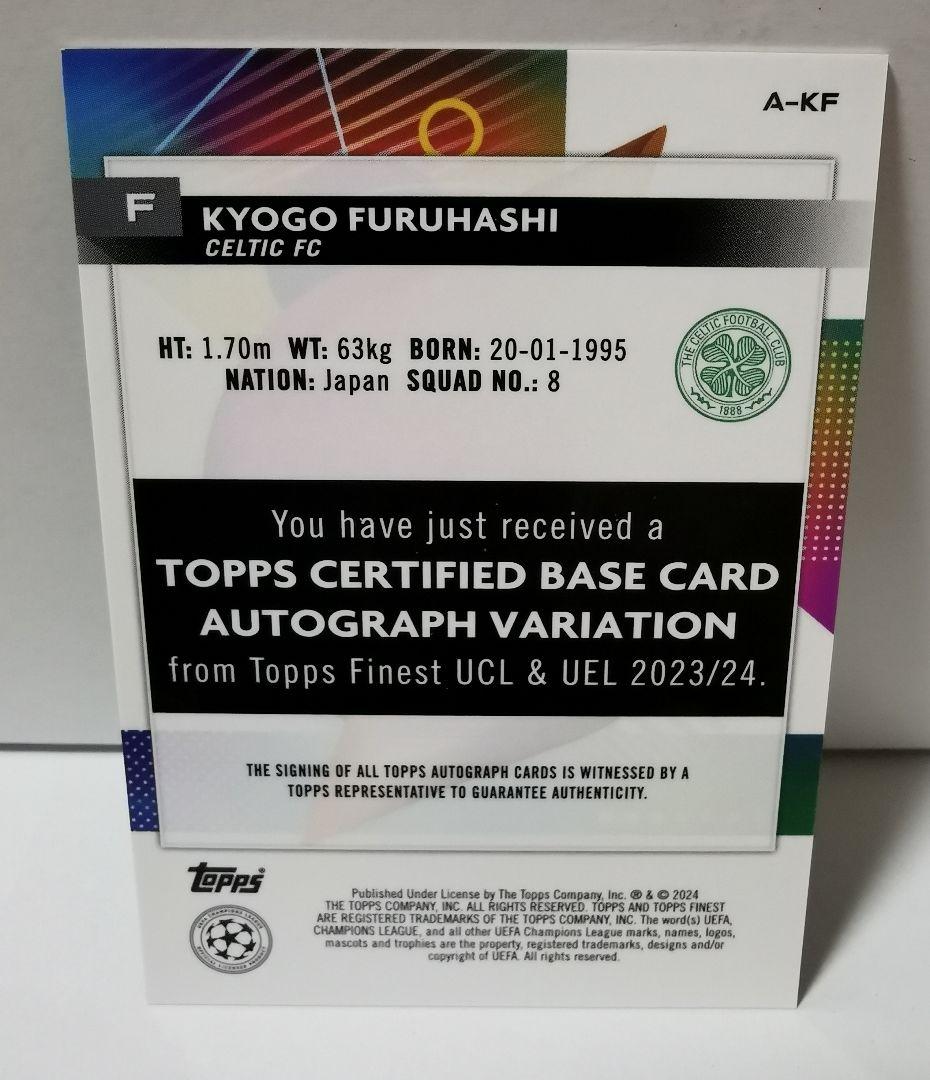 A-KF
F
KYOGO FURUHASHI
CELTIC FC
HT: 1.70m WT: 63kg BORN: 20-01-1995
NATION: Japan SQUAD NO.: 8
THE CELTIC FOOTBALL CLUB
1888
You have just received a
TOPPS CERTIFIED BASE CARD
AUTOGRAPH VARIATION
from Topps Finest UCL & UEL 2023/24.
THE SIGNING OF ALL TOPPS AUTOGRAPH CARDS IS WITNESSED BY A
TOPPS REPRESENTATIVE TO GUARANTEE AUTHENTICITY.
Topps®
UEFA CHAMPIONS LEAGUE
OFFICIAL LICENSED PRODUCT
Published Under License by The Topps Company, Inc. ® & © 2024
THE TOPPS COMPANY, INC. ALL RIGHTS RESERVED. TOPPS AND TOPPS FINEST
ARE REGISTERED TRADEMARKS OF THE TOPPS COMPANY, INC. The word(s) UEFA,
CHAMPIONS LEAGUE, and all other UEFA Champions League marks, names, logos,
mascots and trophies are the property, registered trademarks, designs and/or
copyright of UEFA. All rights reserved.